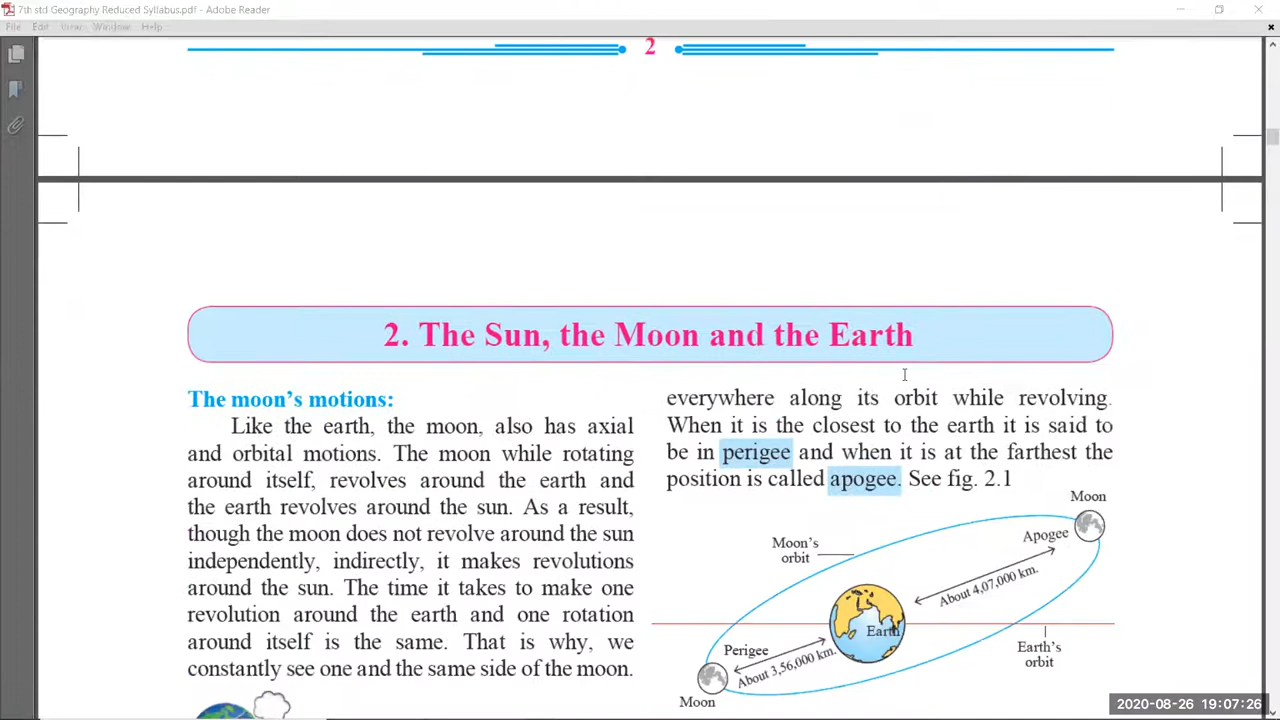 7th std Geography Reduced Syllabus.pdf - Adobe Reader
File Edit View Window Help
2
2. The Sun, the Moon and the Earth
The moon's motions:
Like the earth, the moon, also has axial
and orbital motions. The moon while rotating
around itself, revolves around the earth and
the earth revolves around the sun. As a result,
though the moon does not revolve around the sun
independently, indirectly, it makes revolutions
around the sun. The time it takes to make one
revolution around the earth and one rotation
around itself is the same. That is why, we
constantly see one and the same side of the moon.
everywhere along its orbit while revolving.
When it is the closest to the earth it is said to
be in perigee and when it is at the farthest the
position is called apogee. See fig. 2.1
Moon
Apogee
Moon's
orbit
About 4,07,000 km.
Earth
Perigee
About 3,56,000 km.
Earth's
orbit
Moon
2020-08-26 19:07:26